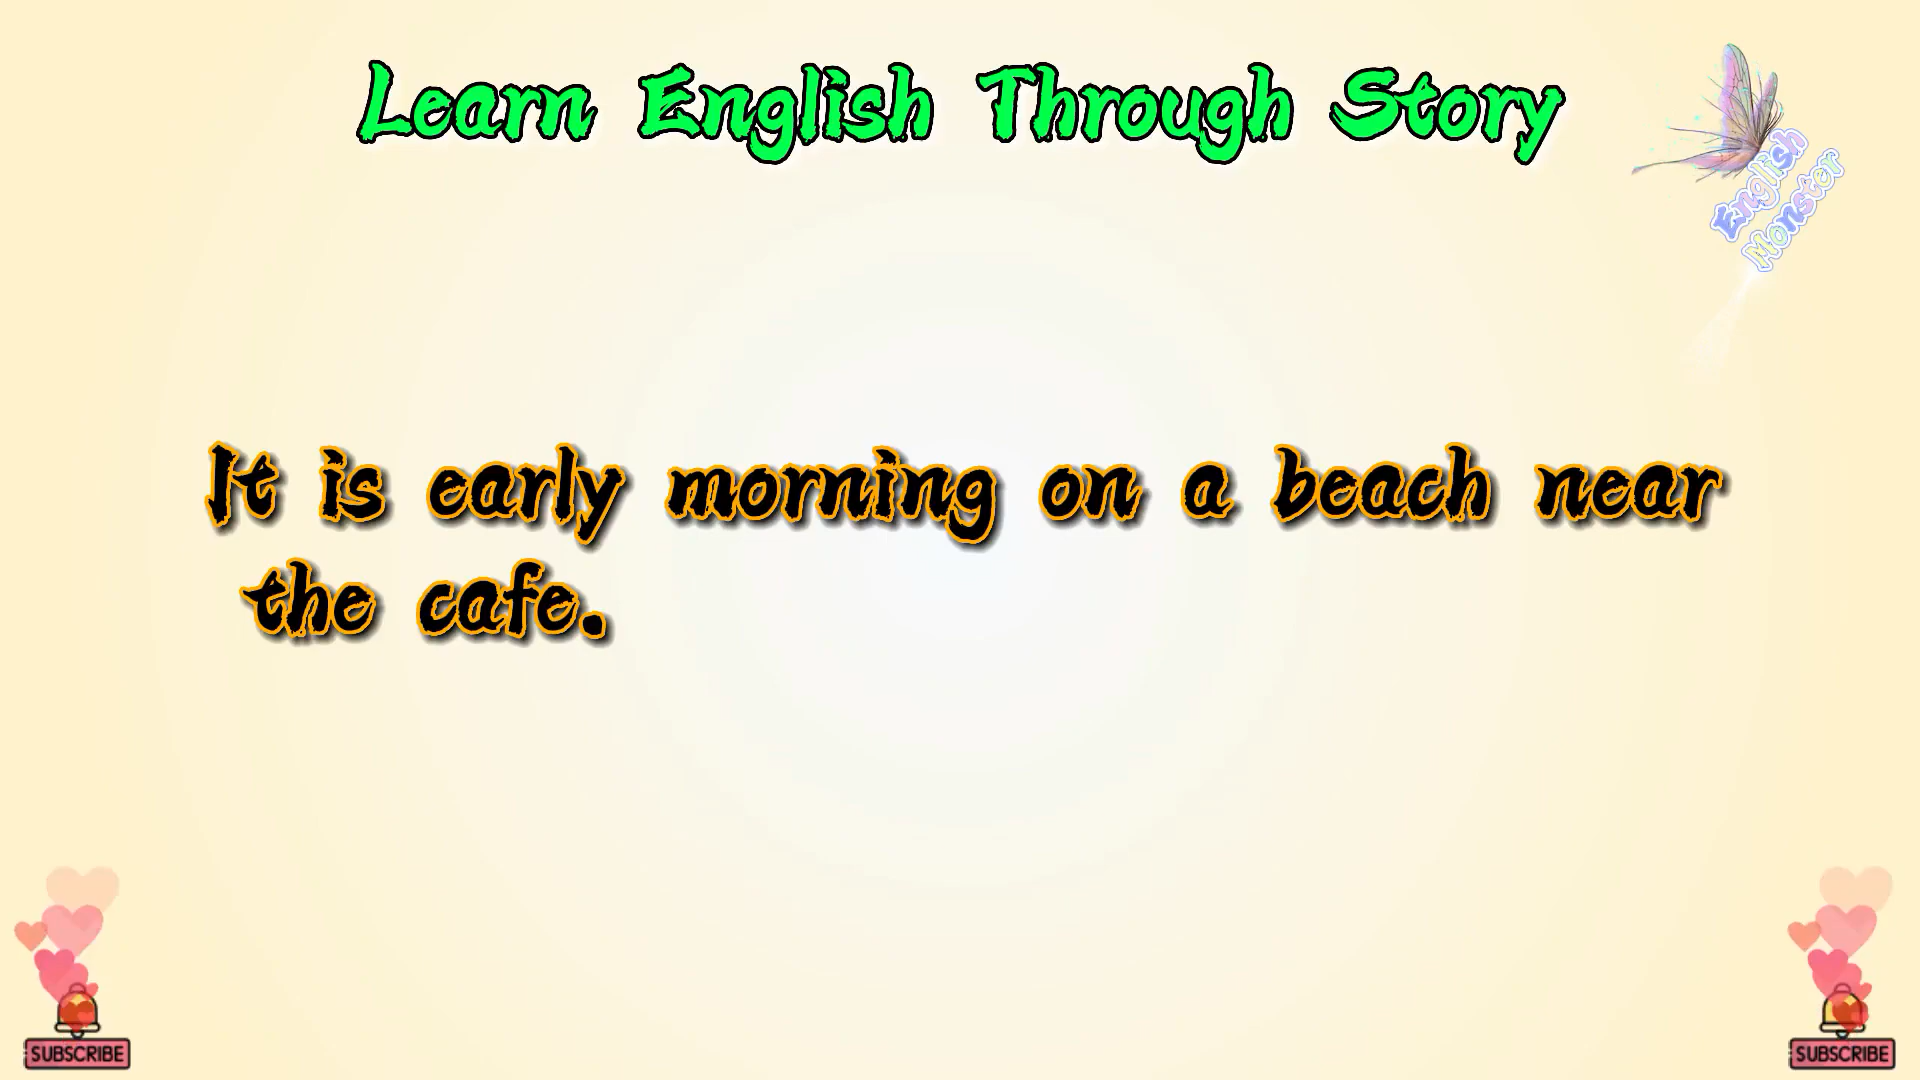 Learn English Through Story
English
Monster
It is early morning on a beach near
the cafe.
SUBSCRIBE
SUBSCRIBE